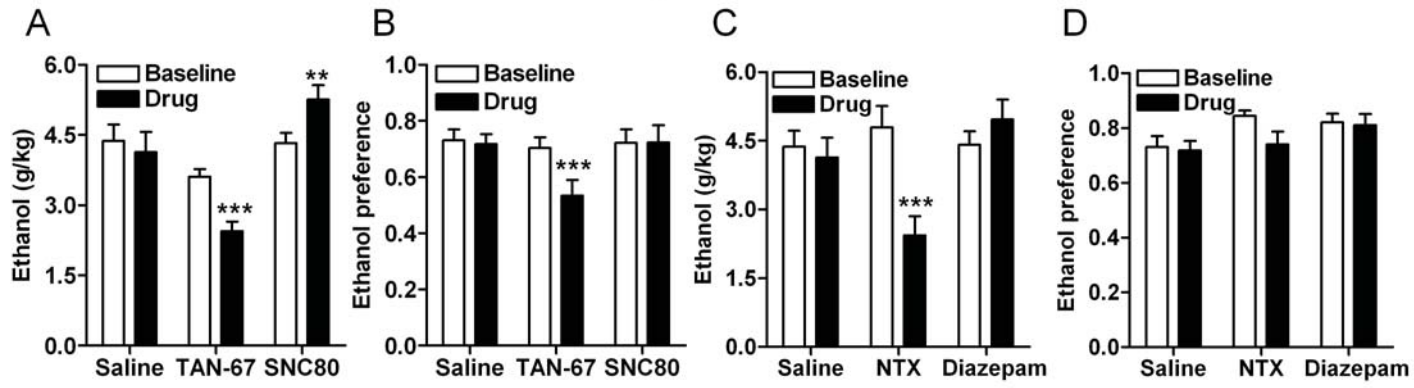 A
Ethanol (g/kg)
6.0
4.5
3.0
1.5
0.0
Baseline
Drug
***
**
Saline TAN-67 SNC80
B
Ethanol preference
1.0
0.8
0.6
0.4
0.2
0.0
Baseline
Drug
***
Saline TAN-67 SNC80
C
Ethanol (g/kg)
6.0
4.5
3.0
1.5
0.0
Baseline
Drug
***
Saline NTX Diazepam
D
Ethanol preference
1.0
0.8
0.6
0.4
0.2
0.0
Baseline
Drug
Saline NTX Diazepam